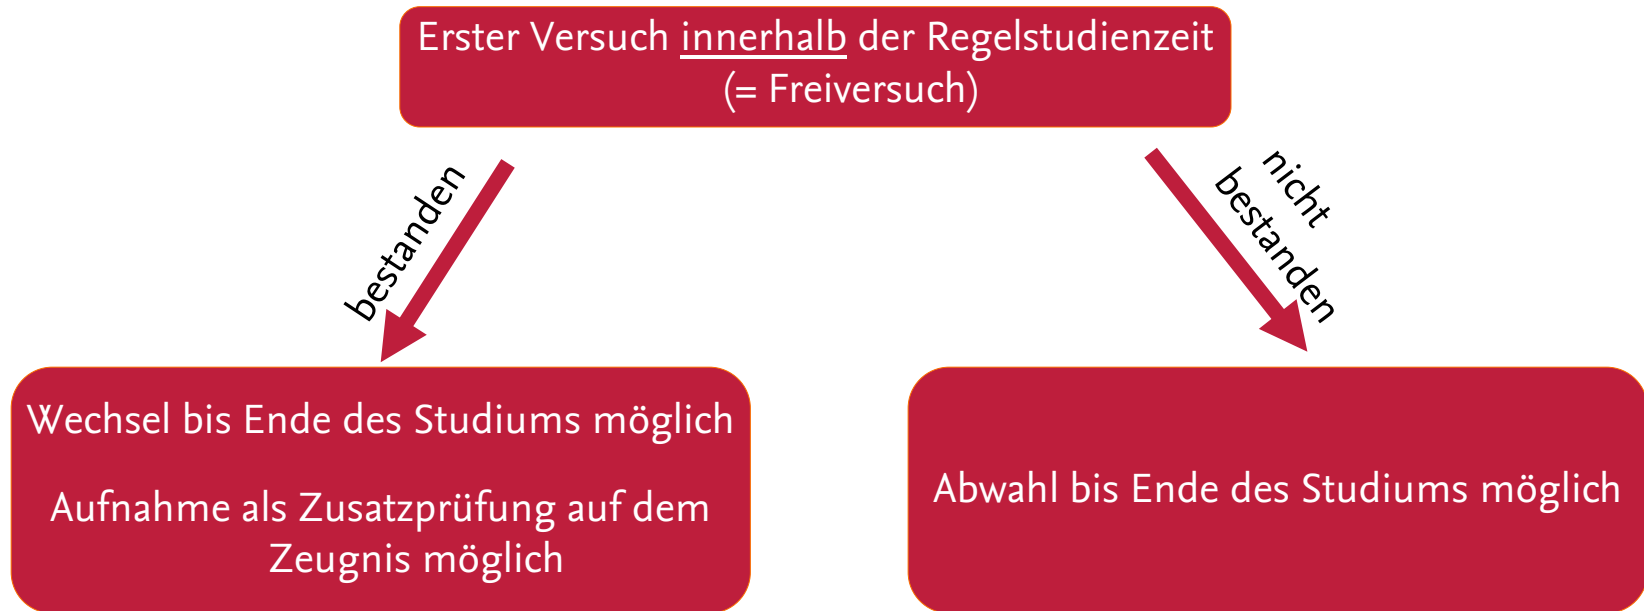 Erster Versuch innerhalb der Regelstudienzeit
(= Freiversuch)
bestanden
nicht
bestanden
Wechsel bis Ende des Studiums möglich
Aufnahme als Zusatzprüfung auf dem
Zeugnis möglich
Abwahl bis Ende des Studiums möglich